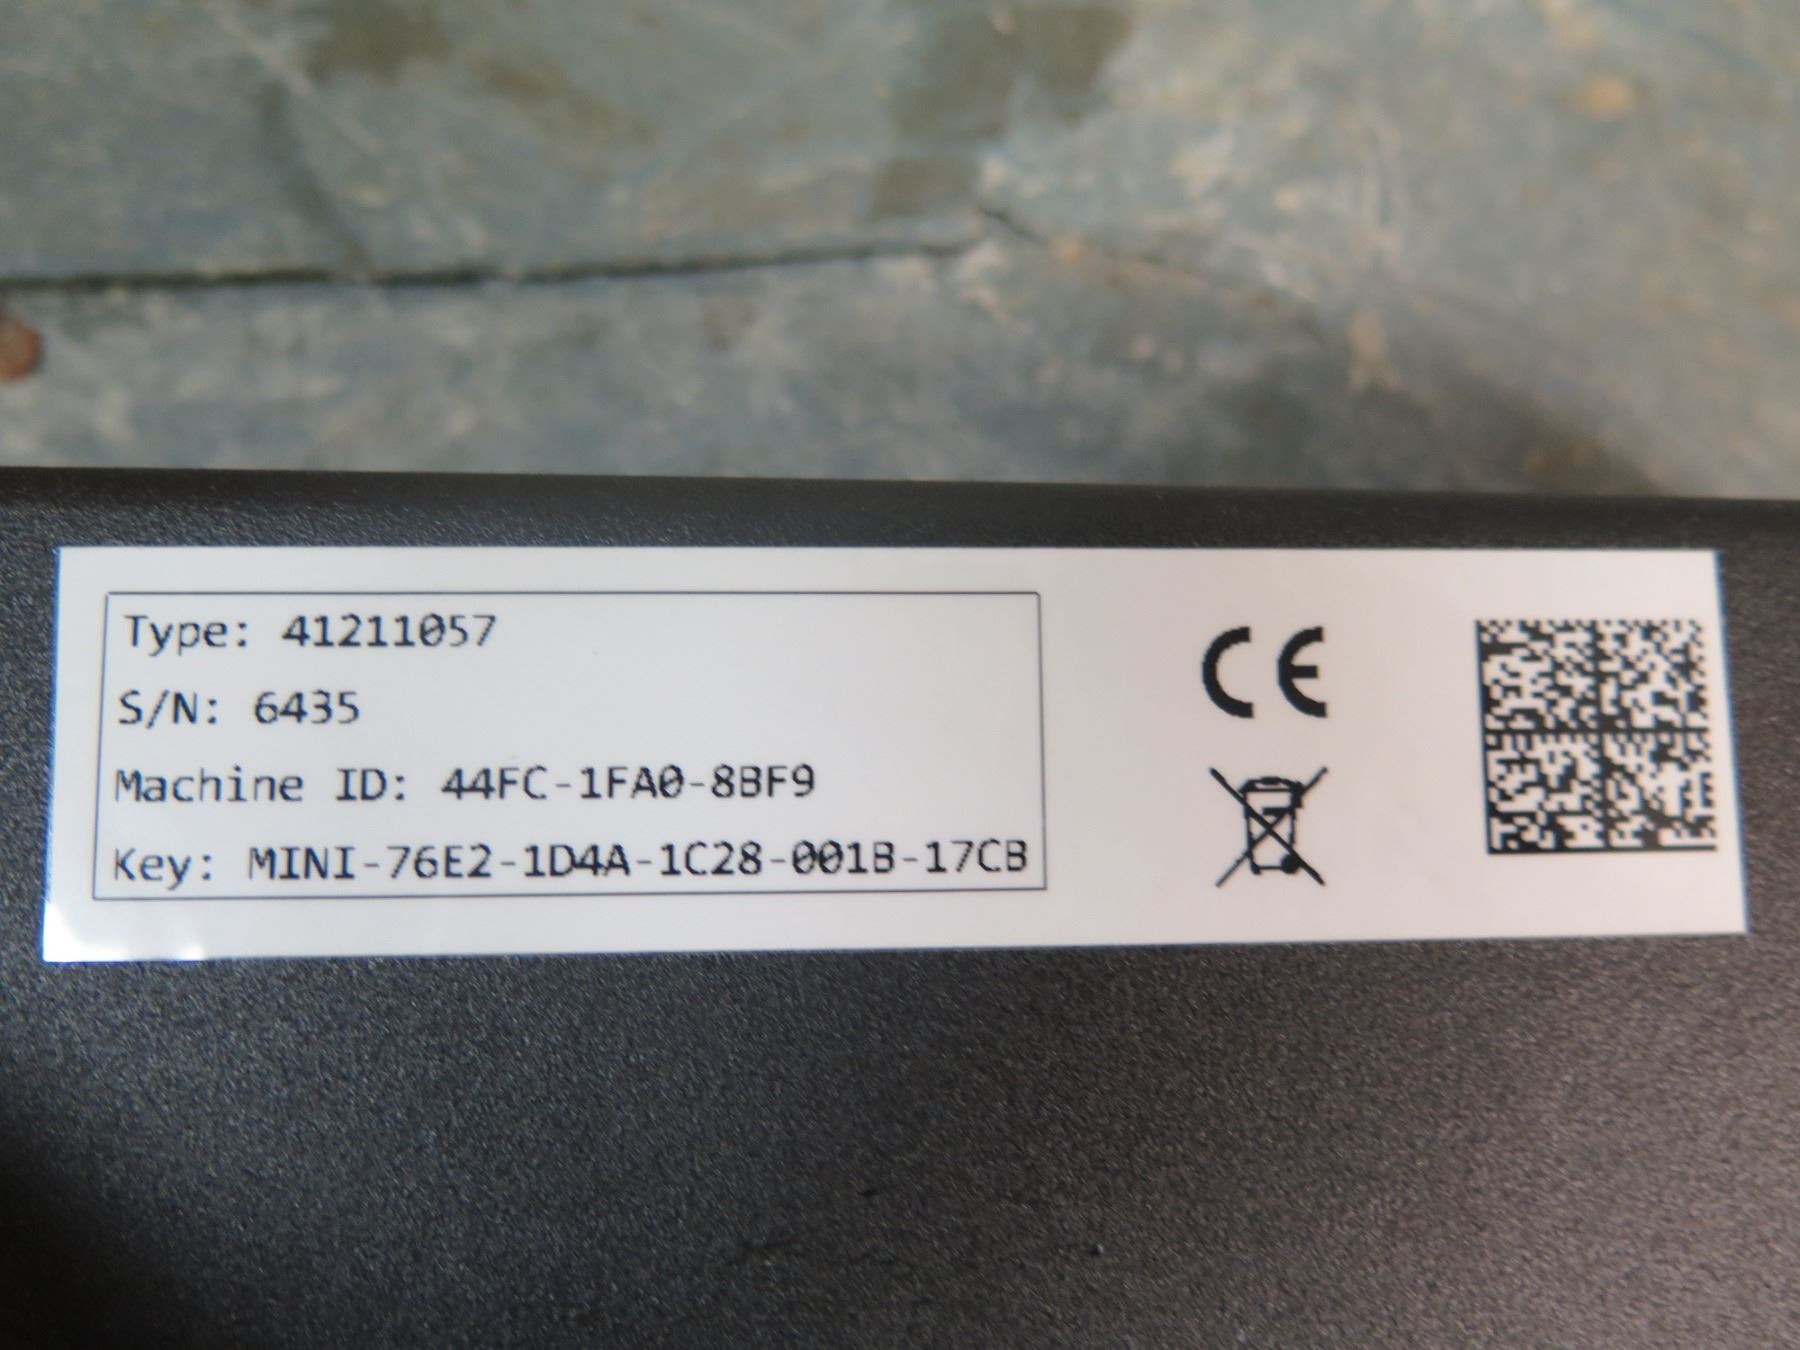 Type: 41211057
S/N: 6435
Machine ID: 44FC-1FA0-8BF9
Key: MINI-76E2-1D4A-1C28-001B-17CB
CE